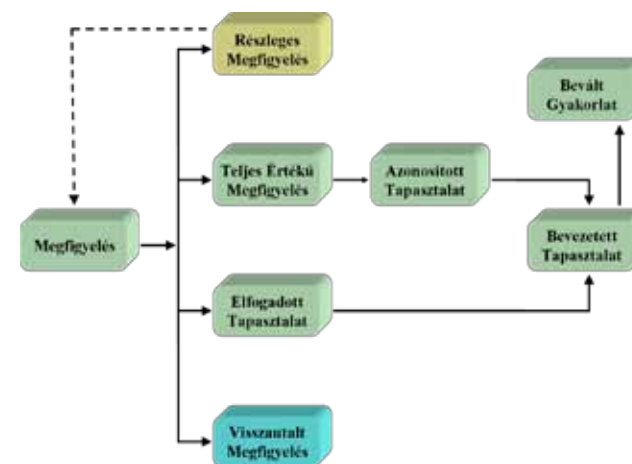 Részleges
Megfigyelés
Bevált
Gyakorlat
Teljes Értékű
Megfigyelés
Azonosított
Tapasztalat
Megfigyelés
Bevezetett
Tapasztalat
Elfogadott
Tapasztalat
Visszautalt
Megfigyelés